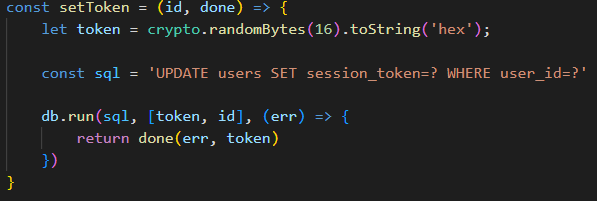 const setToken = (id, done) => {
    let token = crypto.randomBytes(16).toString('hex');

    const sql = 'UPDATE users SET session_token=? WHERE user_id=?'

    db.run(sql, [token, id], (err) => {
        return done(err, token)
    })
}